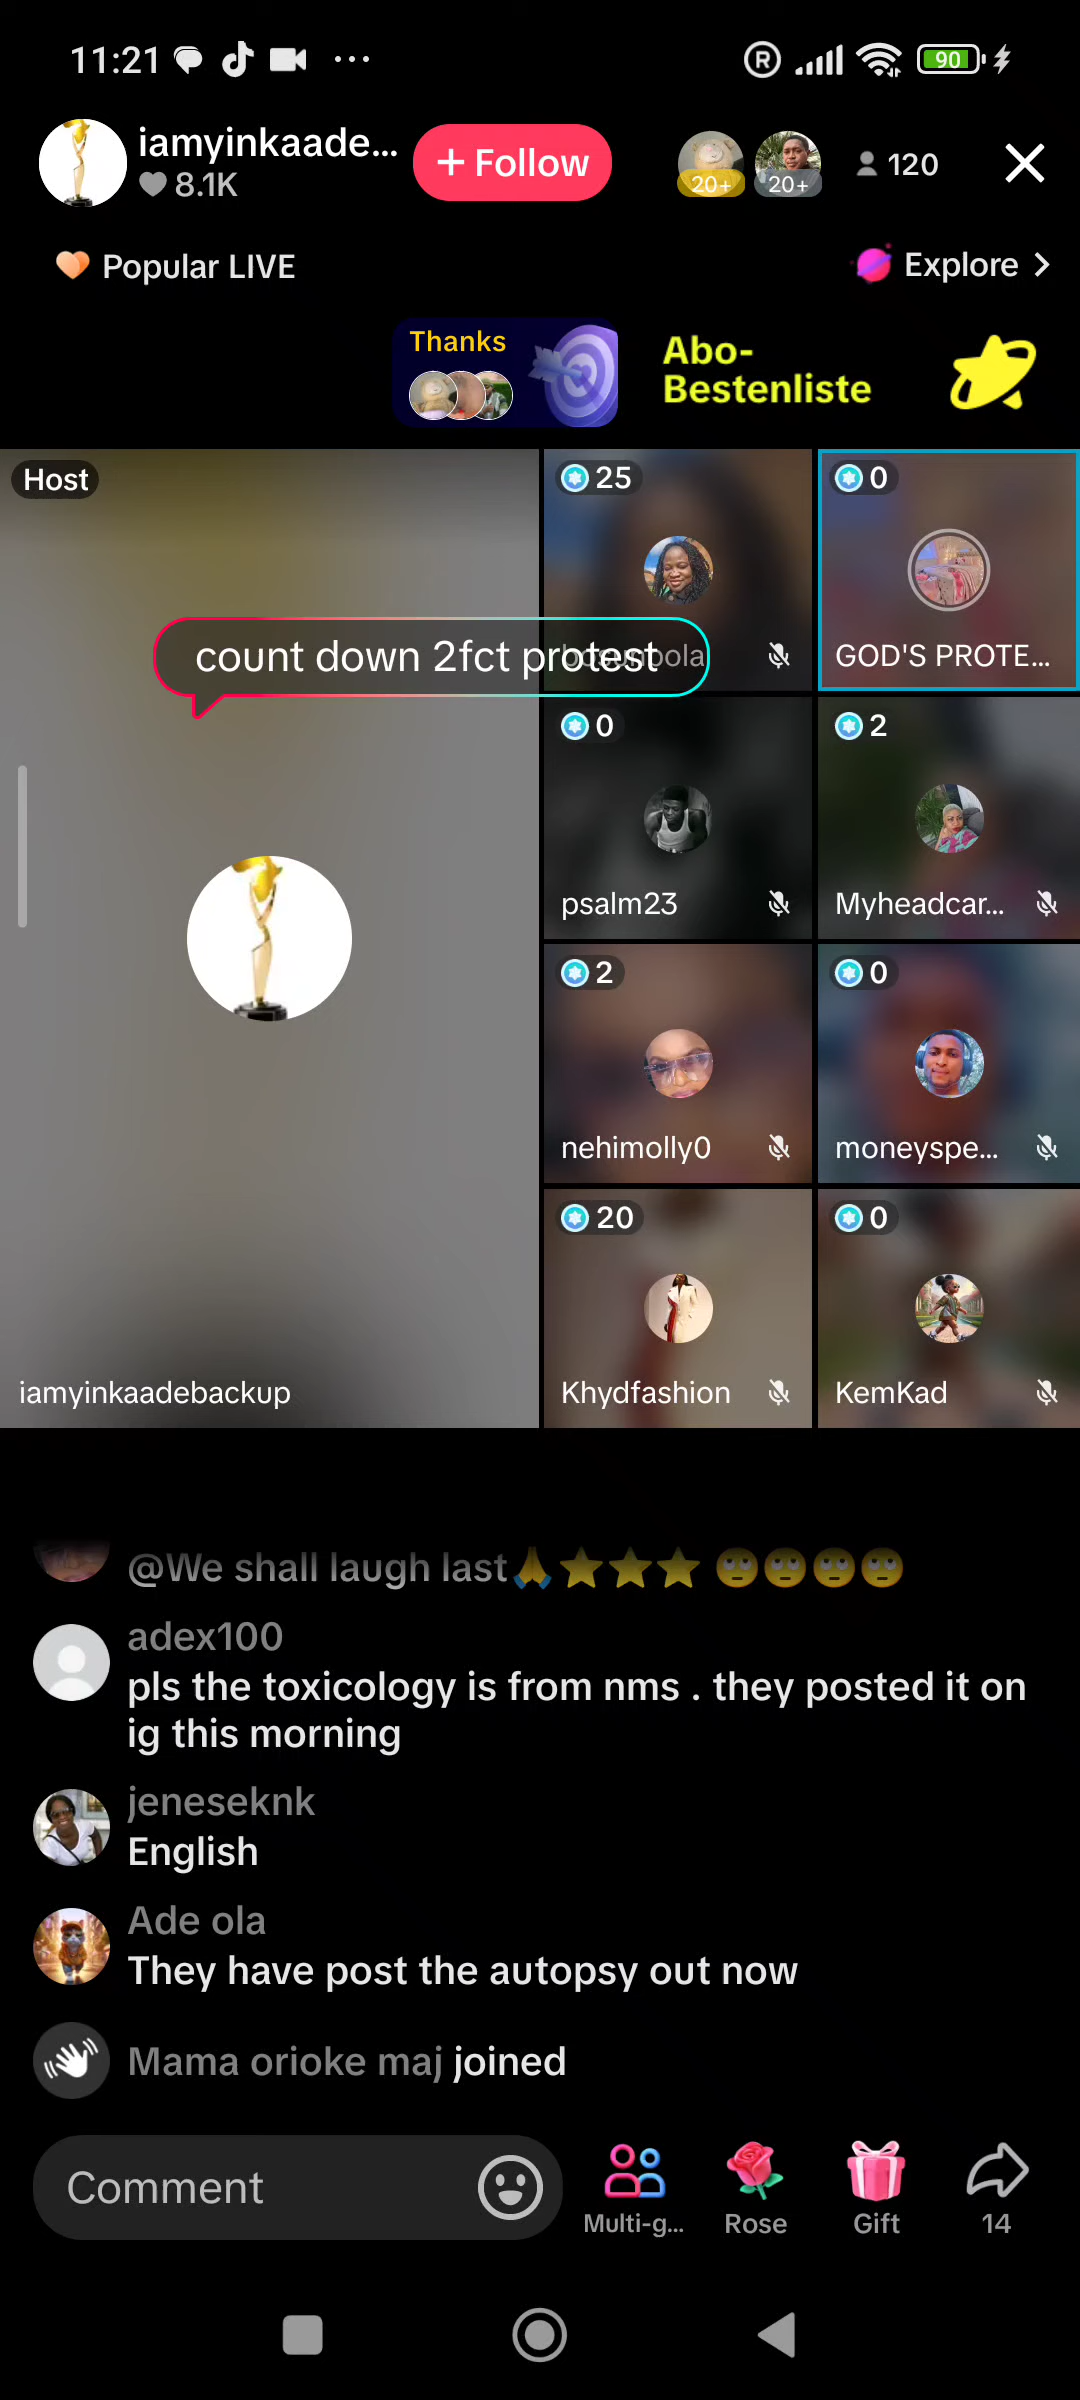 11:21
90
iamyinkaade...
8.1K
+ Follow
20+
20+
120
Popular LIVE
Explore
Thanks
Abo-
Bestenliste
Host
25
0
count down 2fct protest
GOD'S PROTE...
0
2
psalm23
Myheadcar...
2
0
nehimolly0
moneyspe...
20
0
iamyinkaadebackup
Khydfashion
KemKad
@We shall laugh last🙏⭐⭐⭐ 🙄🙄🙄🙄
adex100
pls the toxicology is from nms . they posted it on
ig this morning
jeneseknk
English
Ade ola
They have post the autopsy out now
Mama orioke maj joined
Comment
Multi-g...
Rose
Gift
14